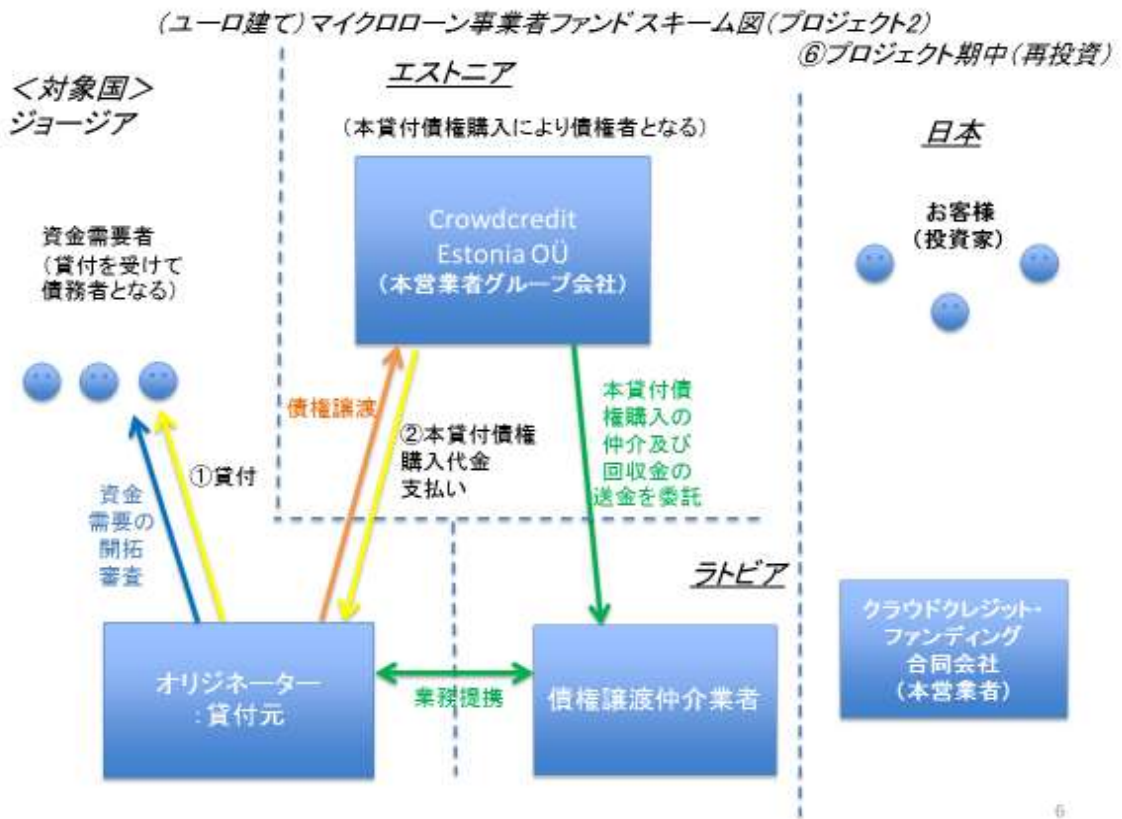 (ユーロ建て)マイクロローン事業者ファンドスキーム図(プロジェクト2)
⑥プロジェクト期中(再投資)
<対象国>
ジョージア
エストニア
(本貸付債権購入により債権者となる)
日本
Crowdcredit
Estonia OÜ
(本営業者グループ会社)
お客様
(投資家)
資金需要者
(貸付を受けて
債務者となる)
債権譲渡
②本貸付債権
購入代金
支払い
本貸付債
権購入の
仲介及び
回収金の
送金を委託
①貸付
資金
需要の
開拓
審査
ラトビア
オリジネーター
:貸付元
業務提携
債権譲渡仲介業者
クラウドクレジット・
ファンディング
合同会社
(本営業者)
6